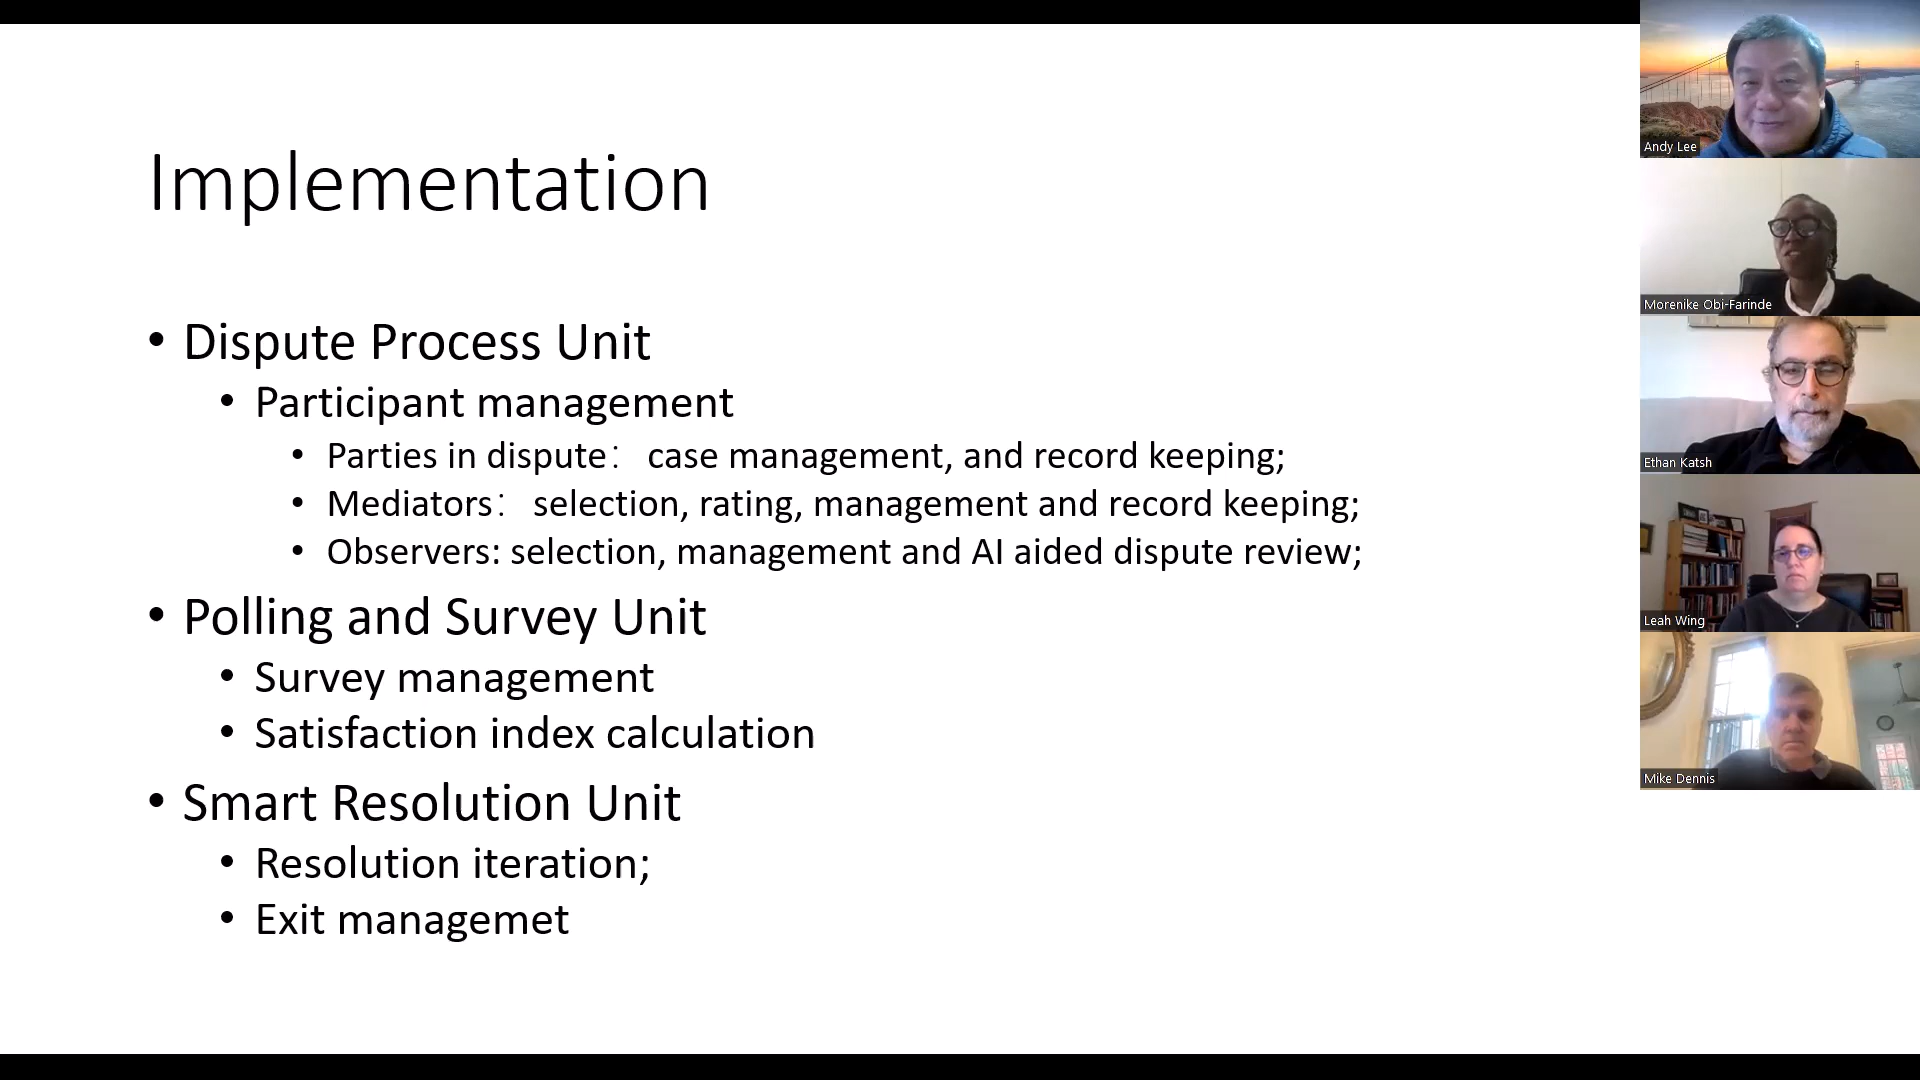 Implementation
• Dispute Process Unit
• Participant management
• Parties in dispute： case management, and record keeping;
• Mediators： selection, rating, management and record keeping;
• Observers: selection, management and AI aided dispute review;
• Polling and Survey Unit
• Survey management
• Satisfaction index calculation
• Smart Resolution Unit
• Resolution iteration;
• Exit managemet
Andy Lee
Morenike Obi-Farinde
Ethan Katsh
Leah Wing
Mike Dennis